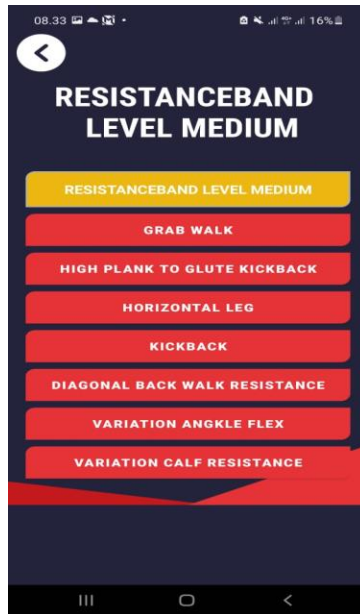 08.33
16%
RESISTANCEBAND
LEVEL MEDIUM
RESISTANCEBAND LEVEL MEDIUM
GRAB WALK
HIGH PLANK TO GLUTE KICKBACK
HORIZONTAL LEG
KICKBACK
DIAGONAL BACK WALK RESISTANCE
VARIATION ANGKLE FLEX
VARIATION CALF RESISTANCE